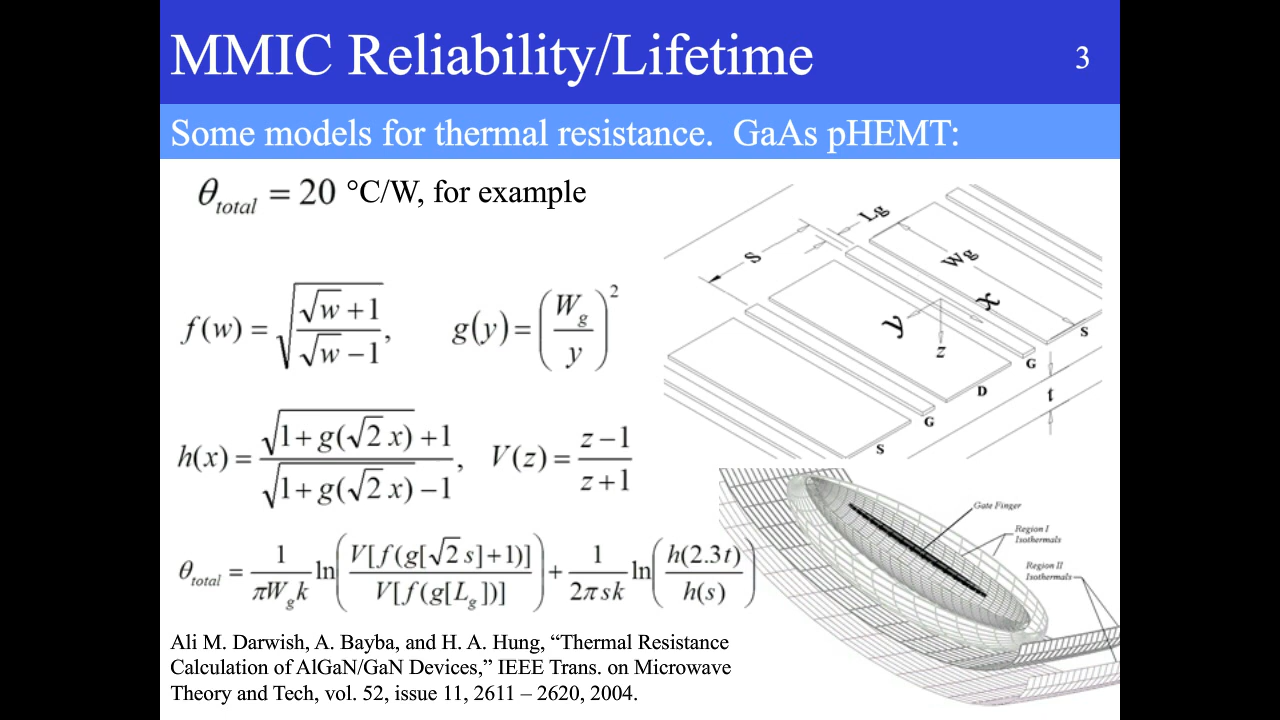 MMIC Reliability/Lifetime
3
Some models for thermal resistance.  GaAs pHEMT:
θ_total = 20 °C/W, for example
f(w) = √((√w + 1)/(√w − 1)),
g(y) = (W_g/y)^2
h(x) = (√(1 + g(√2 x)) + 1)/(√(1 + g(√2 x)) − 1),
V(z) = (z − 1)/(z + 1)
θ_total = 1/(πW_g k) ln(V[f(g[√2 s] + 1)]/V[f(g[L_g])]) + 1/(2π sk) ln(h(2.3t)/h(s))
Ali M. Darwish, A. Bayba, and H. A. Hung, “Thermal Resistance
Calculation of AlGaN/GaN Devices,” IEEE Trans. on Microwave
Theory and Tech, vol. 52, issue 11, 2611 – 2620, 2004.
Lg
S
Wg
x
y
z
S
G
D
t
G
S
Gate Finger
Region I
Isothermals
Region II
Isothermals